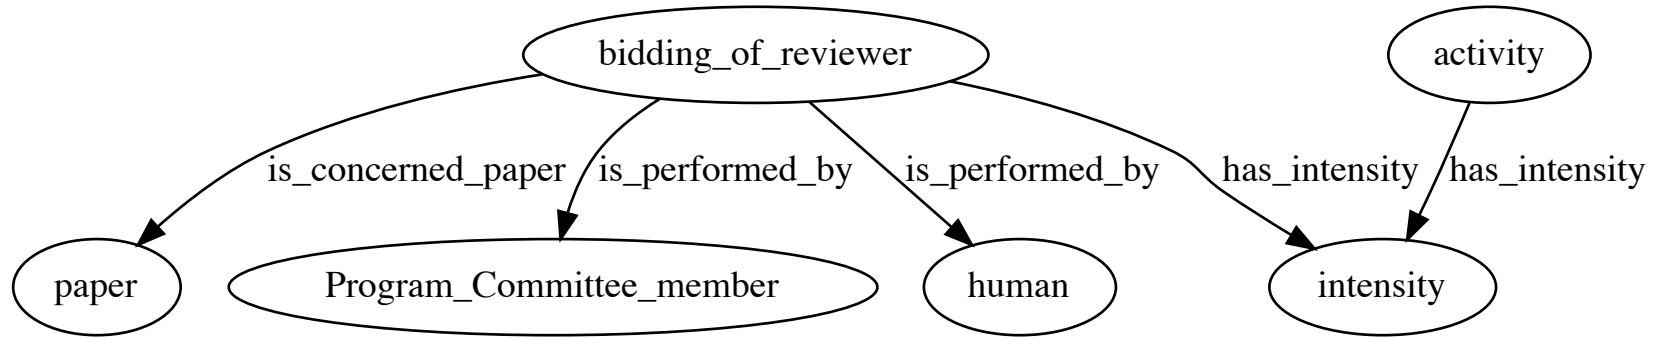 bidding_of_reviewer
activity
is_concerned_paper
is_performed_by
is_performed_by
has_intensity
has_intensity
paper
Program_Committee_member
human
intensity